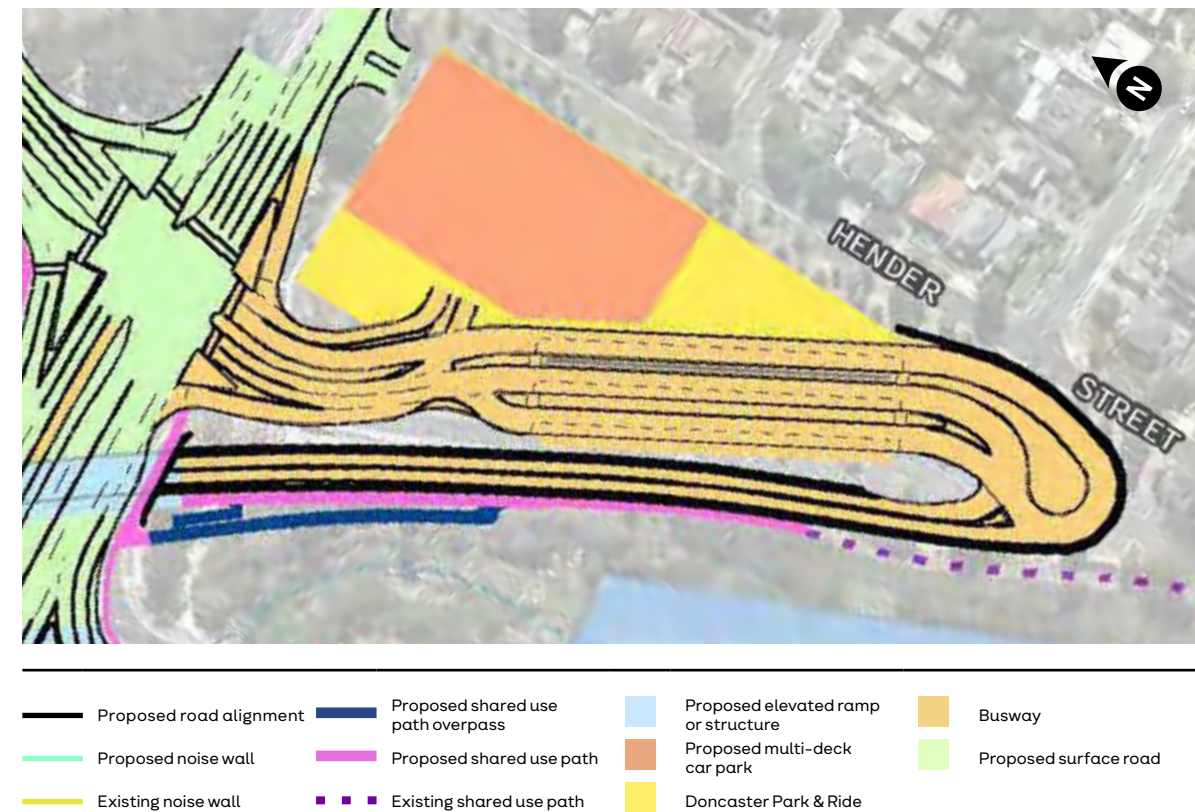 N
HENDER
STREET
Proposed road alignment
Proposed noise wall
Existing noise wall
Proposed shared use
path overpass
Proposed shared use path
Existing shared use path
Proposed elevated ramp
or structure
Proposed multi-deck
car park
Doncaster Park & Ride
Busway
Proposed surface road